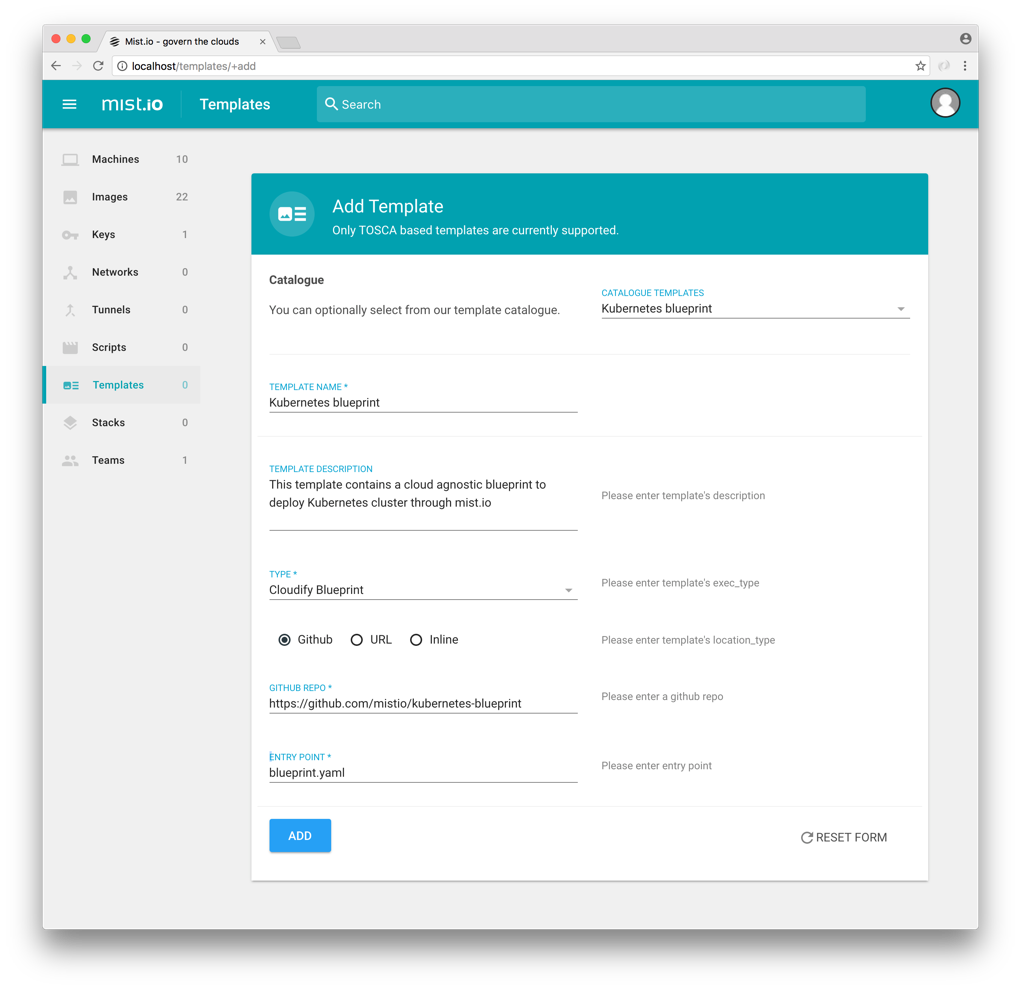 Mist.io - govern the clouds
localhost/templates/+add
mist.io
Templates
Search
Machines 10
Images 22
Keys 1
Networks 0
Tunnels 0
Scripts 0
Templates 0
Stacks 0
Teams 1
Add Template
Only TOSCA based templates are currently supported.
Catalogue
You can optionally select from our template catalogue.
CATALOGUE TEMPLATES
Kubernetes blueprint
TEMPLATE NAME *
Kubernetes blueprint
TEMPLATE DESCRIPTION
This template contains a cloud agnostic blueprint to
deploy Kubernetes cluster through mist.io
Please enter template's description
TYPE *
Cloudify Blueprint
Please enter template's exec_type
Github URL Inline
Please enter template's location_type
GITHUB REPO *
https://github.com/mistio/kubernetes-blueprint
Please enter a github repo
ENTRY POINT *
blueprint.yaml
Please enter entry point
ADD
RESET FORM